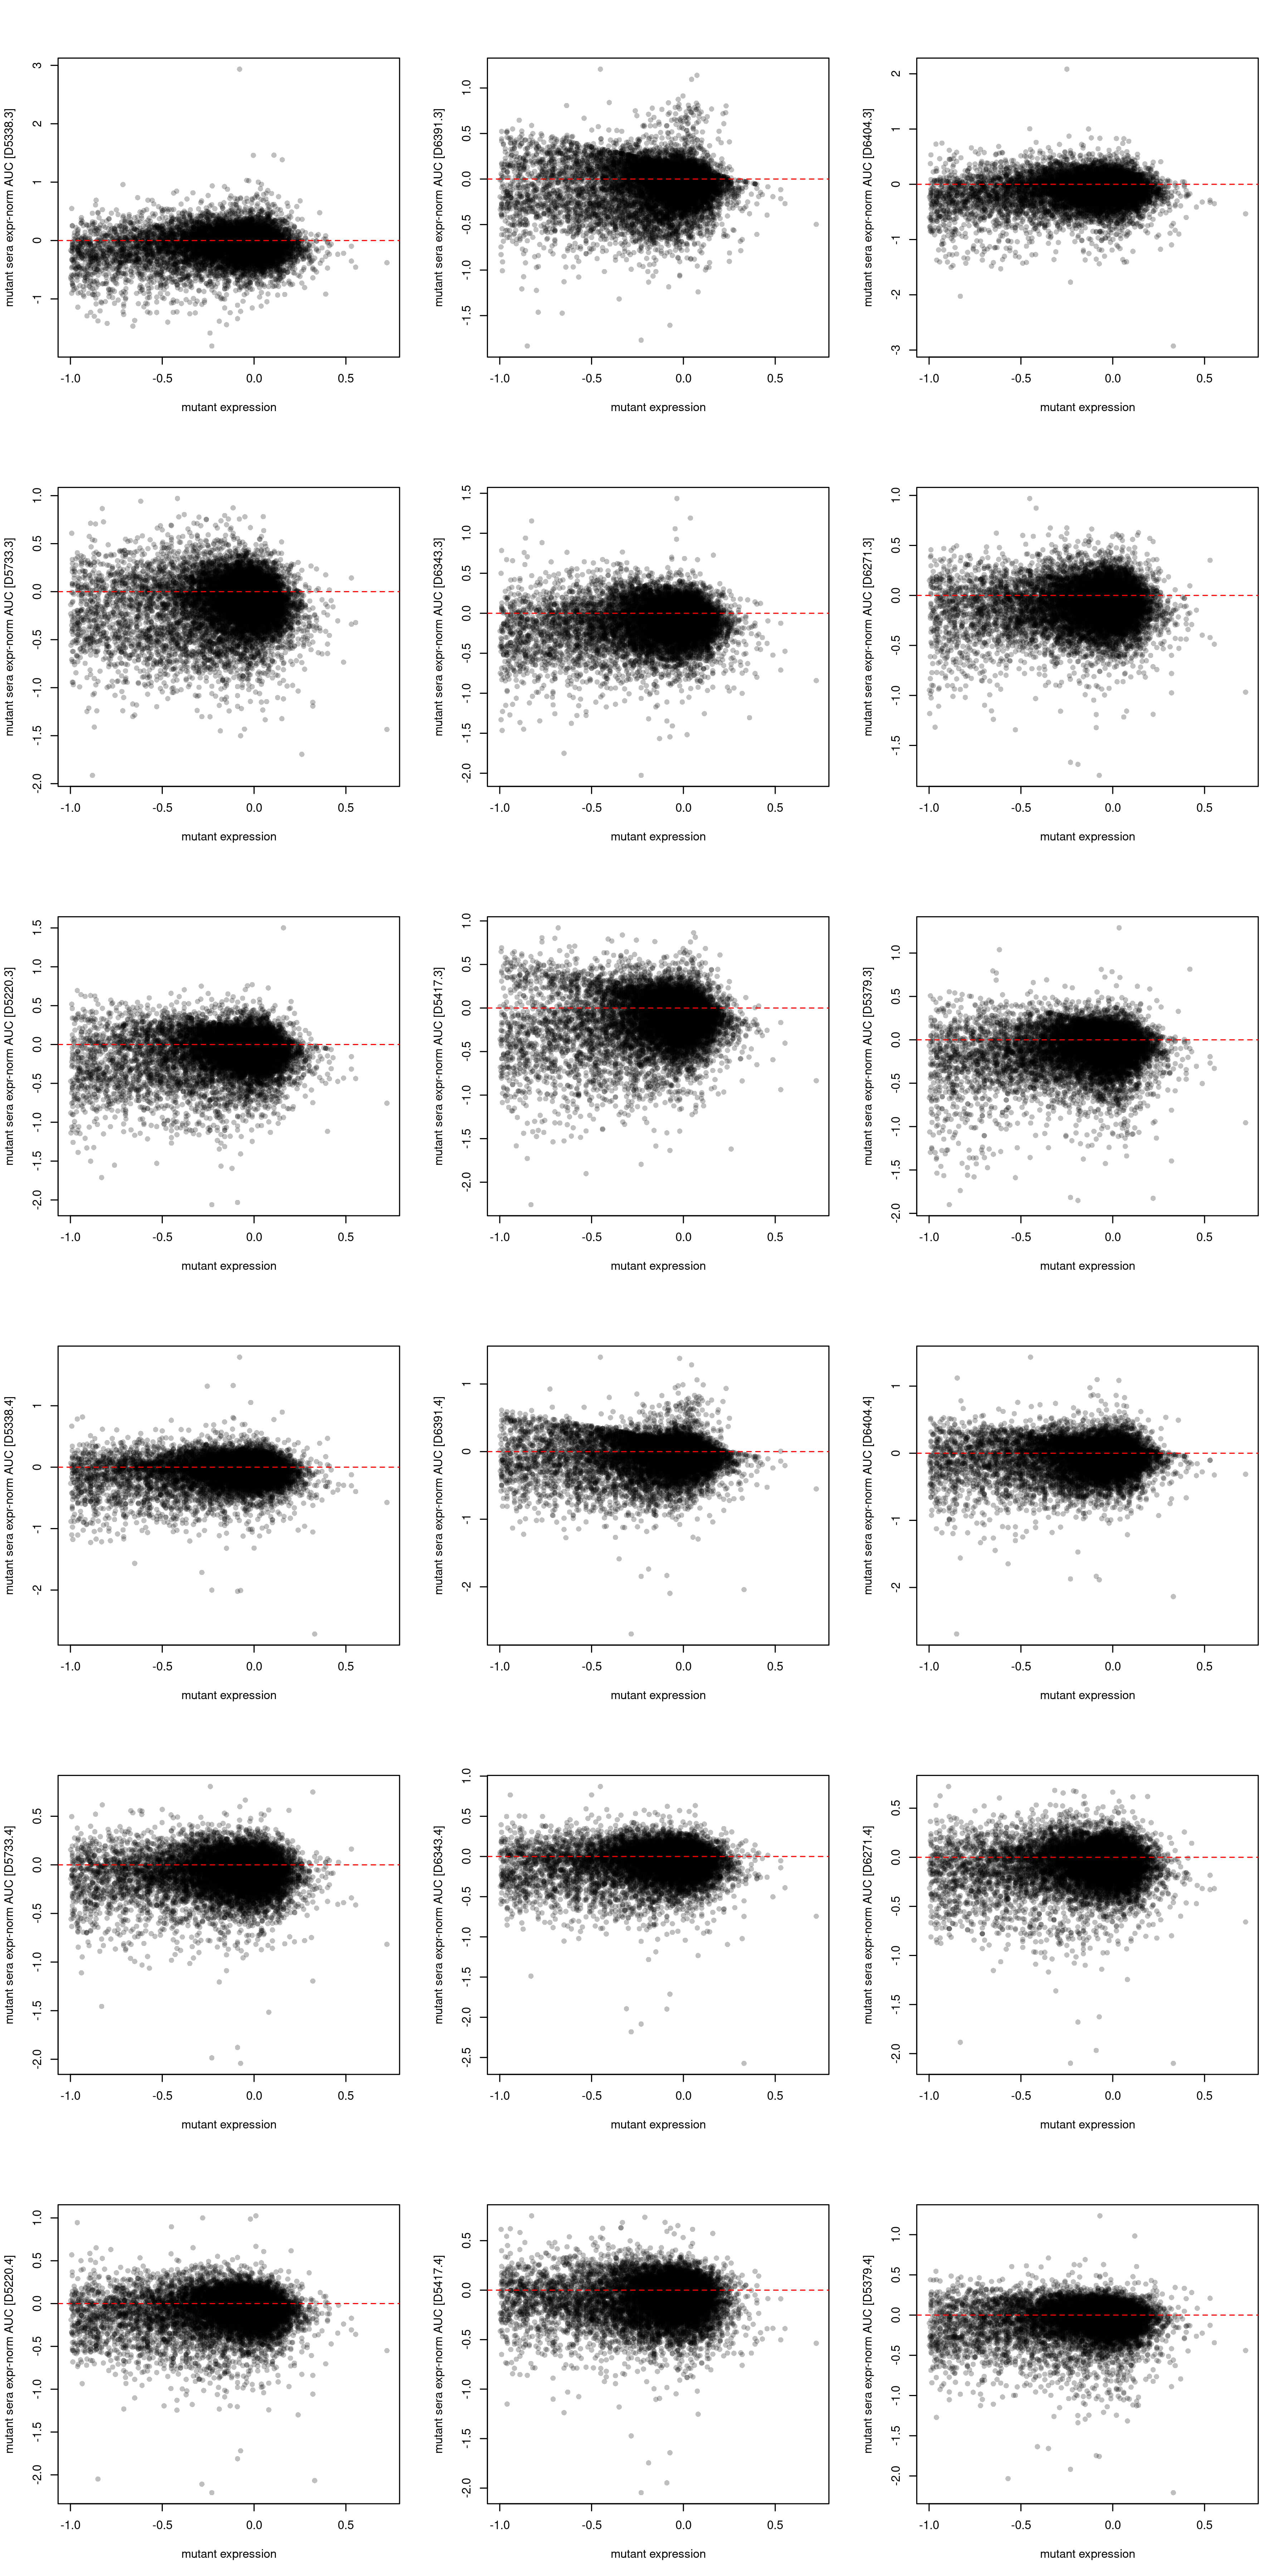 mutant sera expr-norm AUC [D5338.3]
-1 0 1 2 3
-1.0 -0.5 0.0 0.5
mutant expression
mutant sera expr-norm AUC [D6391.3]
-1.5 -1.0 -0.5 0.0 0.5 1.0
-1.0 -0.5 0.0 0.5
mutant expression
mutant sera expr-norm AUC [D6404.3]
-3 -2 -1 0 1 2
-1.0 -0.5 0.0 0.5
mutant expression
mutant sera expr-norm AUC [D5733.3]
-2.0 -1.5 -1.0 -0.5 0.0 0.5 1.0
-1.0 -0.5 0.0 0.5
mutant expression
mutant sera expr-norm AUC [D6343.3]
-2.0 -1.5 -1.0 -0.5 0.0 0.5 1.0 1.5
-1.0 -0.5 0.0 0.5
mutant expression
mutant sera expr-norm AUC [D6271.3]
-1.5 -1.0 -0.5 0.0 0.5 1.0
-1.0 -0.5 0.0 0.5
mutant expression
mutant sera expr-norm AUC [D5220.3]
-2.0 -1.5 -1.0 -0.5 0.0 0.5 1.0 1.5
-1.0 -0.5 0.0 0.5
mutant expression
mutant sera expr-norm AUC [D5417.3]
-2.0 -1.5 -1.0 -0.5 0.0 0.5 1.0
-1.0 -0.5 0.0 0.5
mutant expression
mutant sera expr-norm AUC [D5379.3]
-2.0 -1.5 -1.0 -0.5 0.0 0.5 1.0
-1.0 -0.5 0.0 0.5
mutant expression
mutant sera expr-norm AUC [D5338.4]
-2 -1 0 1
-1.0 -0.5 0.0 0.5
mutant expression
mutant sera expr-norm AUC [D6391.4]
-2 -1 0 1
-1.0 -0.5 0.0 0.5
mutant expression
mutant sera expr-norm AUC [D6404.4]
-2 -1 0 1
-1.0 -0.5 0.0 0.5
mutant expression
mutant sera expr-norm AUC [D5733.4]
-2.0 -1.5 -1.0 -0.5 0.0 0.5
-1.0 -0.5 0.0 0.5
mutant expression
mutant sera expr-norm AUC [D6343.4]
-2.5 -2.0 -1.5 -1.0 -0.5 0.0 0.5 1.0
-1.0 -0.5 0.0 0.5
mutant expression
mutant sera expr-norm AUC [D6271.4]
-2.0 -1.5 -1.0 -0.5 0.0 0.5
-1.0 -0.5 0.0 0.5
mutant expression
mutant sera expr-norm AUC [D5220.4]
-2.0 -1.5 -1.0 -0.5 0.0 0.5 1.0
-1.0 -0.5 0.0 0.5
mutant expression
mutant sera expr-norm AUC [D5417.4]
-2.0 -1.5 -1.0 -0.5 0.0 0.5
-1.0 -0.5 0.0 0.5
mutant expression
mutant sera expr-norm AUC [D5379.4]
-2.0 -1.5 -1.0 -0.5 0.0 0.5 1.0
-1.0 -0.5 0.0 0.5
mutant expression